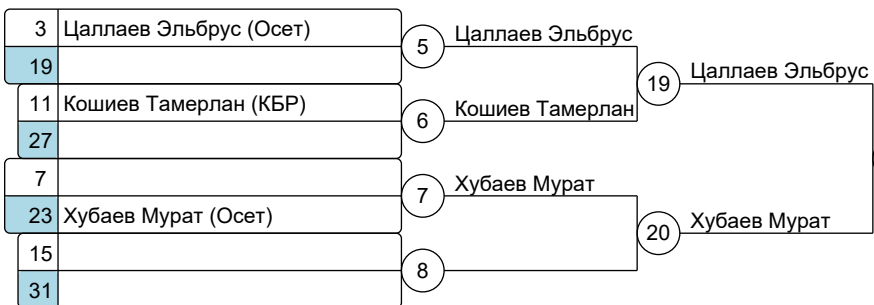 3 Цаллаев Эльбрус (Осет)
19
5 Цаллаев Эльбрус
11 Кошиев Тамерлан (КБР)
27
6 Кошиев Тамерлан
19 Цаллаев Эльбрус
7
23 Хубаев Мурат (Осет)
7 Хубаев Мурат
15
31
8
20 Хубаев Мурат